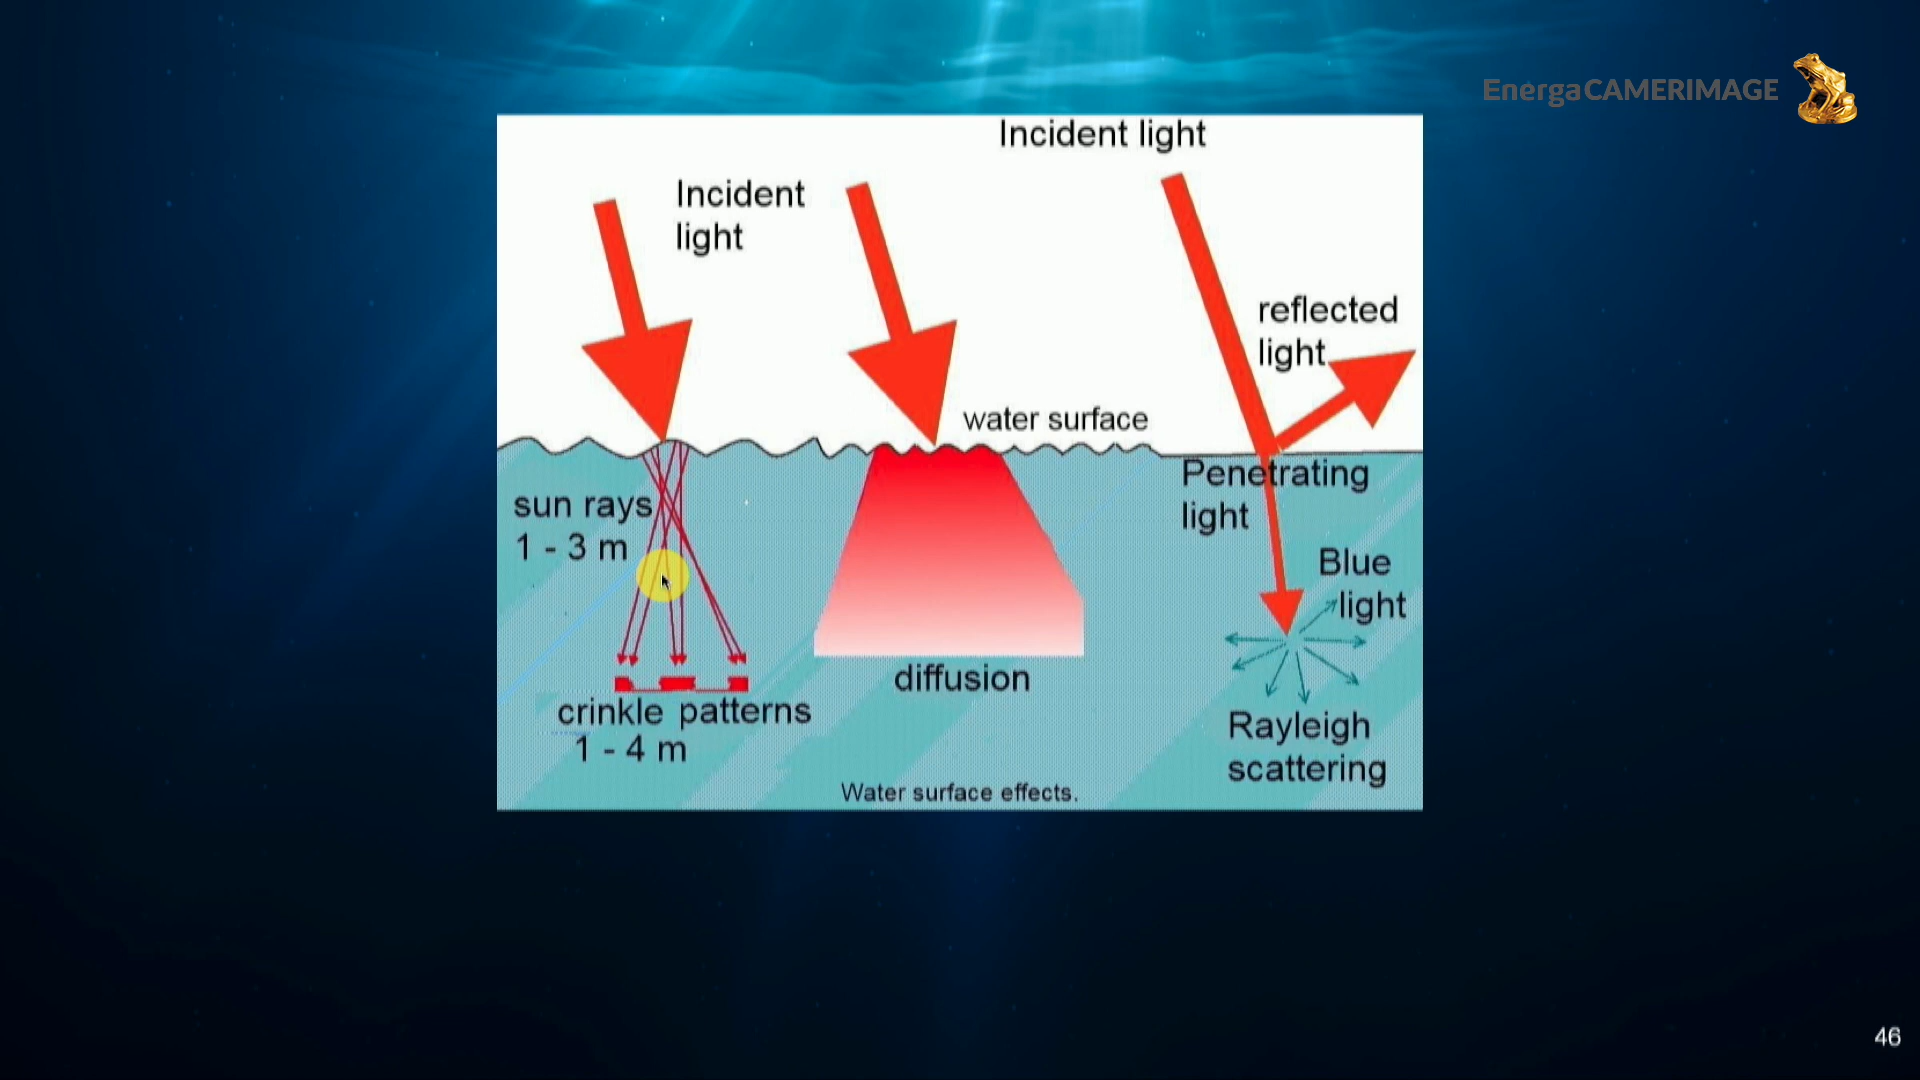 EnergaCAMERIMAGE
Incident light
Incident
light
reflected
light
water surface
Penetrating
light
sun rays
1 - 3 m
Blue
light
diffusion
crinkle patterns
1 - 4 m
Rayleigh
scattering
Water surface effects.
46